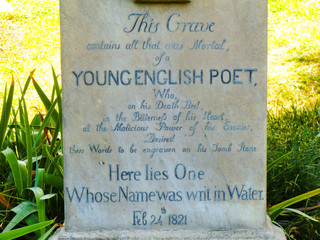 This Grave
contains all that was Mortal,
of a
YOUNG ENGLISH POET,
Who,
on his Death Bed,
in the Bitterness of his Heart,
at the Malicious Power of his Enemies,
Desired
these Words to be engraven on his Tomb Stone
"Here lies One
Whose Name was writ in Water.
Feb 24 1821